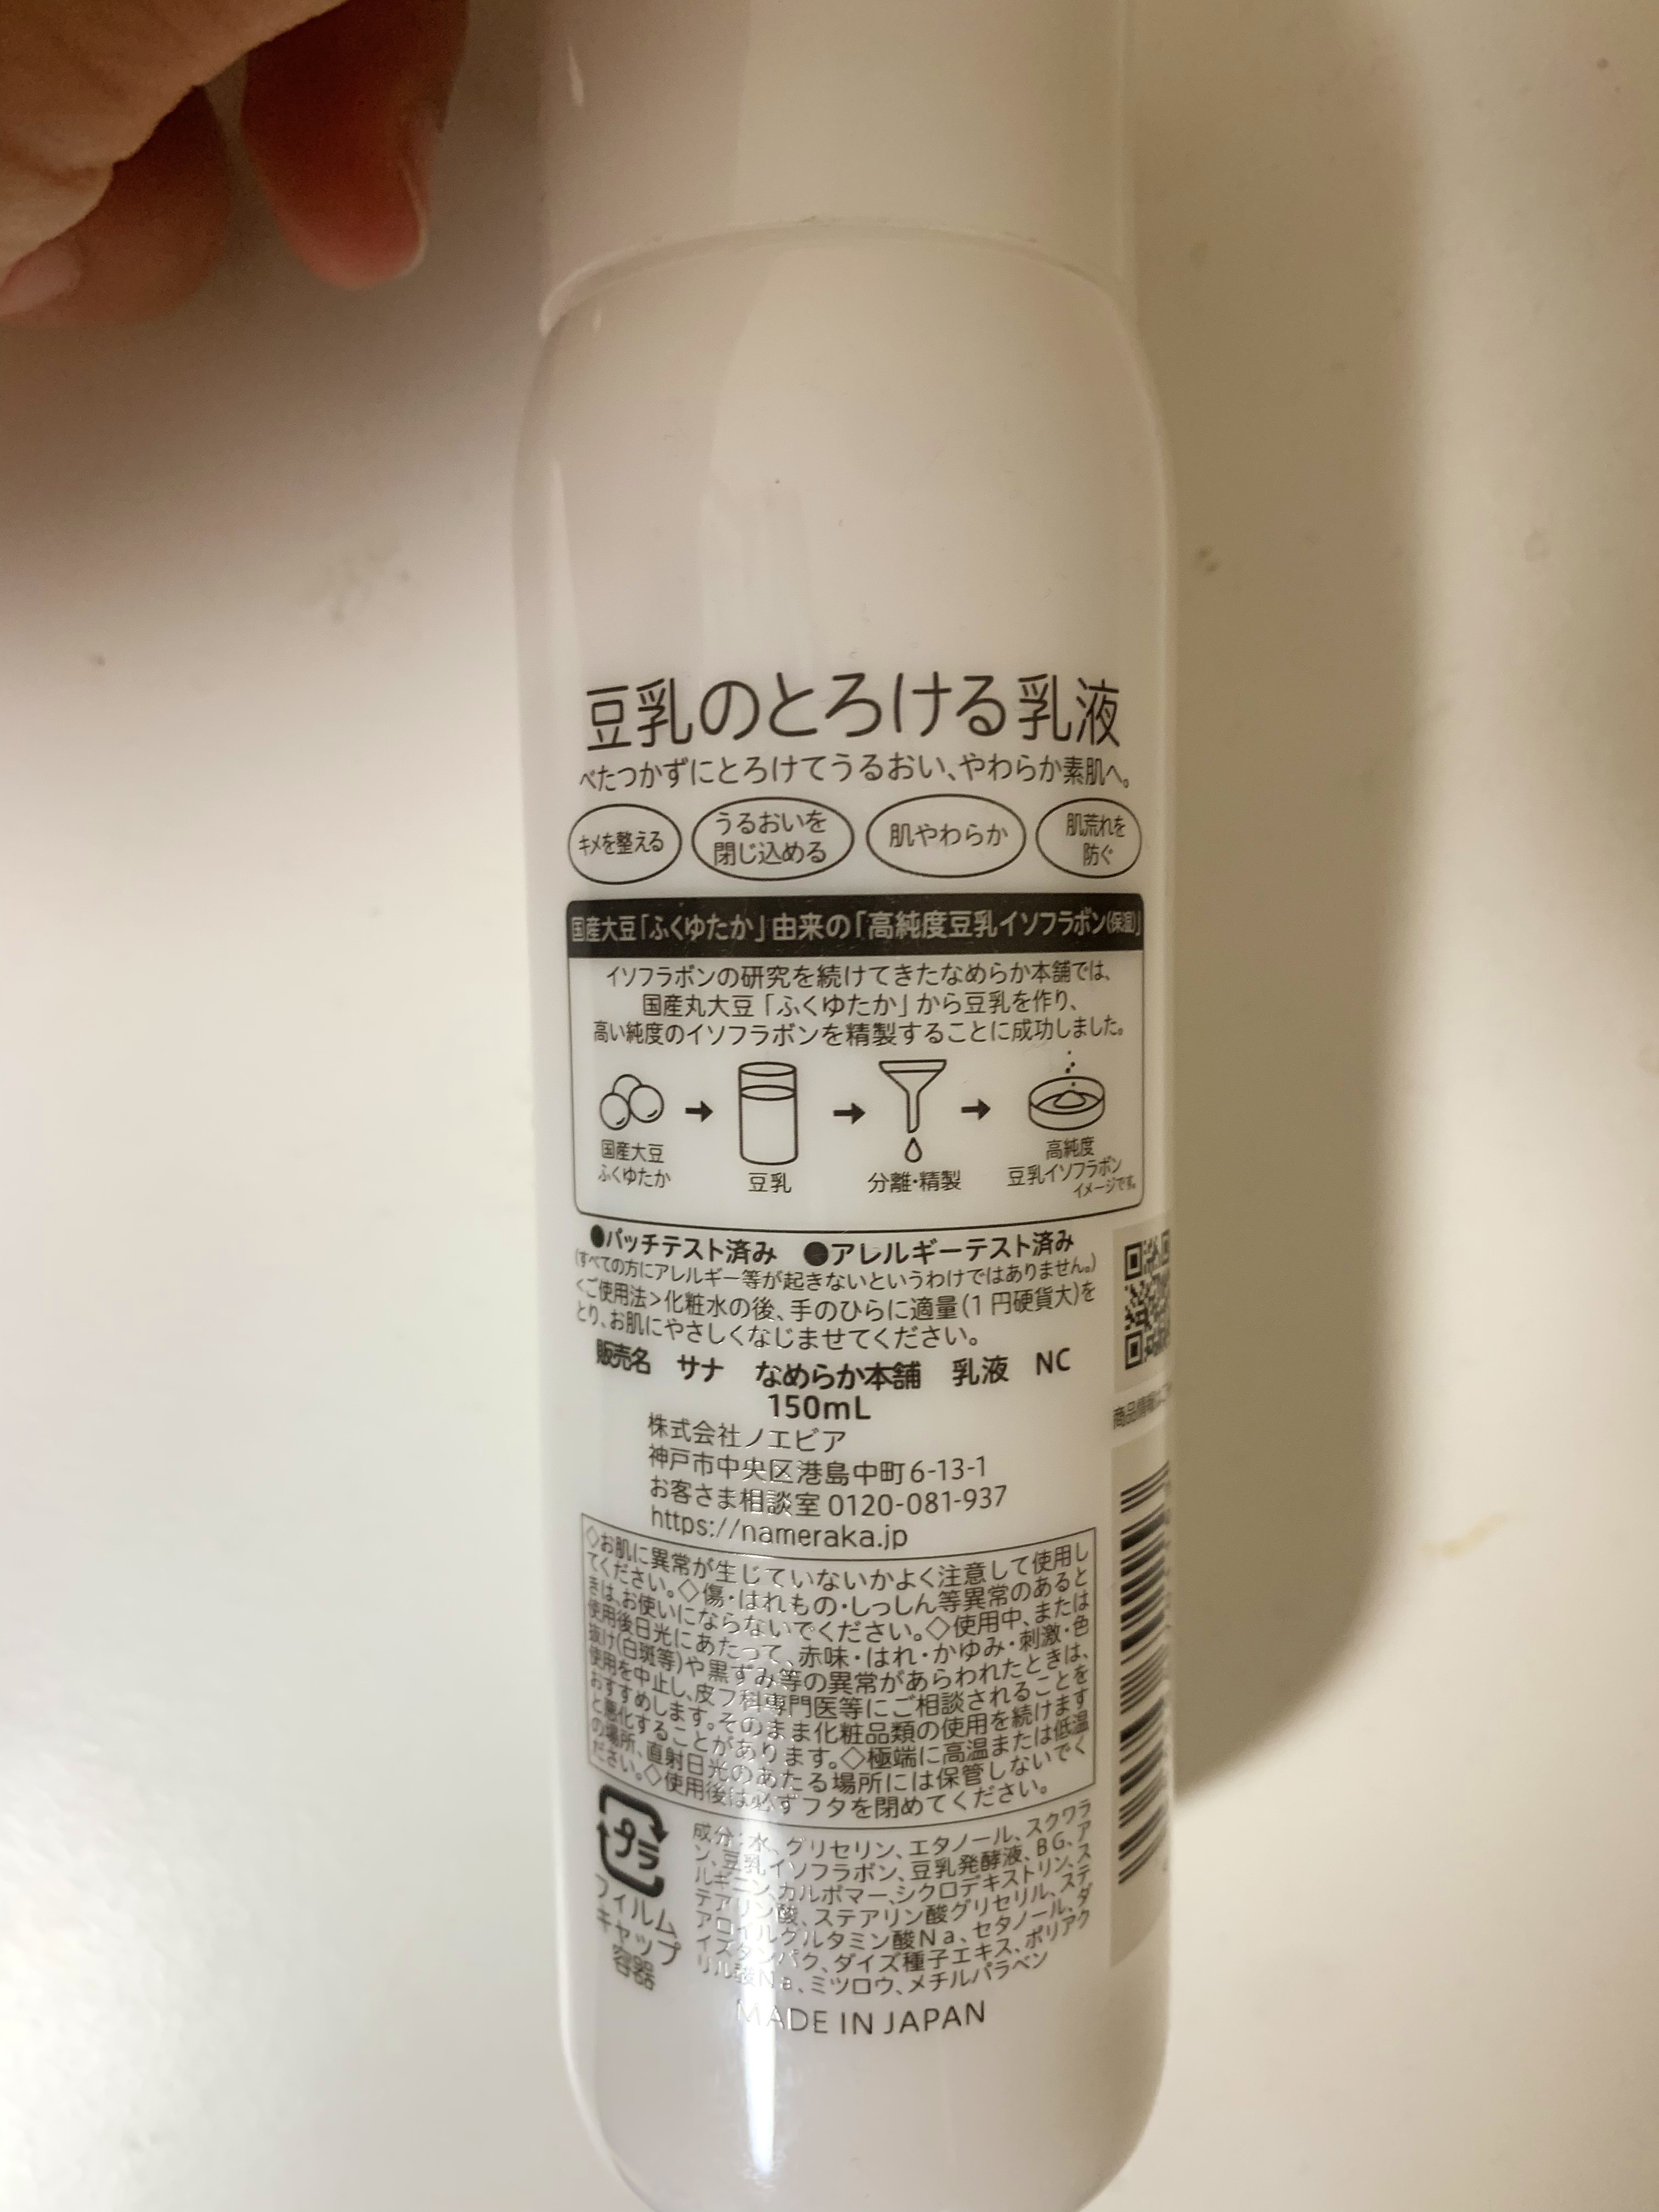 豆乳のとろける乳液
べたつかずにとろけてうるおい、やわらか素肌へ。
キメを整える
うるおいを
閉じ込める
肌やわらか
肌荒れを
防ぐ
国産大豆「ふくゆたか」由来の「高純度豆乳イソフラボン(保湿)」
イソフラボンの研究を続けてきたなめらか本舗では、
国産丸大豆「ふくゆたか」から豆乳を作り、
高い純度のイソフラボンを精製することに成功しました。
国産大豆
ふくゆたか
豆乳
分離・精製
高純度
豆乳イソフラボン
イメージです。
●パッチテスト済み ●アレルギーテスト済み
(すべての方にアレルギー等が起きないというわけではありません。)
<ご使用法>化粧水の後、手のひらに適量(1円硬貨大)を
とり、お肌にやさしくなじませてください。
販売名 サナ なめらか本舗 乳液 NC
150mL
株式会社ノエビア
神戸市中央区港島中町6-13-1
お客さま相談室 0120-081-937
https://nameraka.jp
◇お肌に異常が生じていないかよく注意して使用し
てください。◇傷・はれもの・しっしん等異常のあると
きは、お使いにならないでください。◇使用中、または
使用後日光にあたって、赤味・はれ・かゆみ・刺激・色
抜け(白斑等)や黒ずみ等の異常があらわれたときは、
使用を中止し、皮フ科専門医等にご相談されることを
おすすめします。そのまま化粧品類の使用を続けます
と悪化することがあります。◇極端に高温または低温
の場所、直射日光のあたる場所には保管しないでく
ださい。◇使用後は必ずフタを閉めてください。
プラ
フィルム
キャップ
容器
成分:水、グリセリン、エタノール、スクワラ
ン、豆乳イソフラボン、豆乳発酵液、BG、ア
ルギニン、カルボマー、シクロデキストリン、ス
テアリン酸、ステアリン酸グリセリル、ステ
アロイルグルタミン酸Na、セタノール、ダ
イズタンパク、ダイズ種子エキス、ポリアク
リル酸Na、ミツロウ、メチルパラベン
MADE IN JAPAN
商品情報は